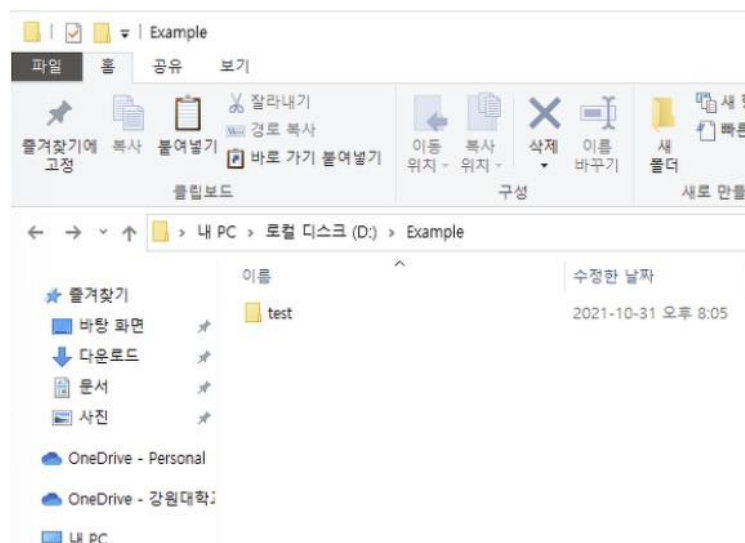 Example
파일 홈 공유 보기
즐겨찾기에 고정
복사
붙여넣기
잘라내기
경로 복사
바로 가기 붙여넣기
클립보드
이동 위치
복사 위치
삭제
이름 바꾸기
구성
새 폴더
새
빠른
새로 만들
내 PC › 로컬 디스크 (D:) › Example
이름 수정한 날짜
test 2021-10-31 오후 8:05
즐겨찾기
바탕 화면
다운로드
문서
사진
OneDrive - Personal
OneDrive - 강원대학
내 PC